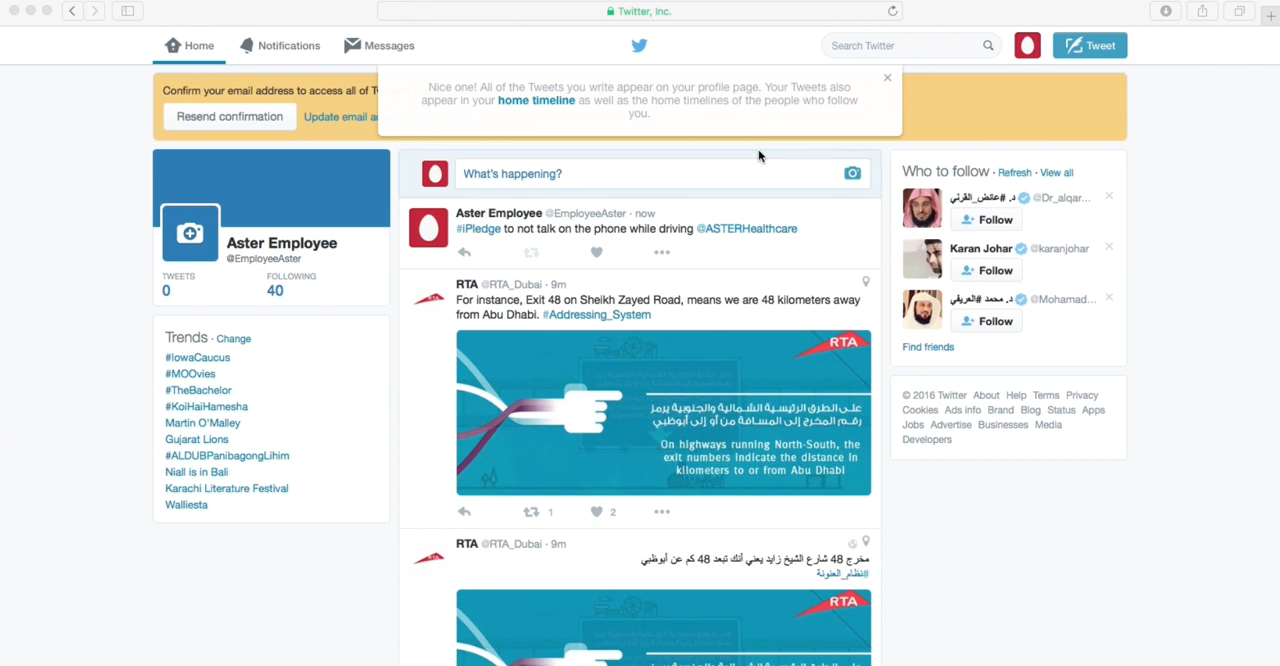 Twitter, Inc.
Home
Notifications
Messages
Search Twitter
Tweet
Nice one! All of the Tweets you write appear on your profile page. Your Tweets also
appear in your home timeline as well as the home timelines of the people who follow
you.
Confirm your email address to access all of
Resend confirmation
Update email
Aster Employee
@EmployeeAster
TWEETS
FOLLOWING
0
40
Trends · Change
#IowaCaucus
#MOOvies
#TheBachelor
#KoiHaiHamesha
Martin O'Malley
Gujarat Lions
#ALDUBPanibagongLihim
Niall is in Bali
Karachi Literature Festival
Walliesta
What's happening?
Aster Employee @EmployeeAster · now
#iPledge to not talk on the phone while driving @ASTERHealthcare
RTA @RTA_Dubai · 9m
For instance, Exit 48 on Sheikh Zayed Road, means we are 48 kilometers away
from Abu Dhabi. #Addressing_System
RTA
على الطرق الرئيسية الشمالية والجنوبية يرمز
رقم المخرج إلى المسافة من أو إلى أبوظبي
On highways running North-South, the
exit numbers indicate the distance in
kilometers to or from Abu Dhabi
1
2
RTA @RTA_Dubai · 9m
مخرج 48 شارع الشيخ زايد يعني أنك تبعد 48 كم عن أبوظبي
#نظام_العنونة
RTA
Who to follow · Refresh · View all
د. #عائض_القرني @Dr_alqar...
Follow
Karan Johar @karanjohar
Follow
د. محمد #العريفي @Mohamad...
Follow
Find friends
© 2016 Twitter About Help Terms Privacy
Cookies Ads info Brand Blog Status Apps
Jobs Advertise Businesses Media
Developers